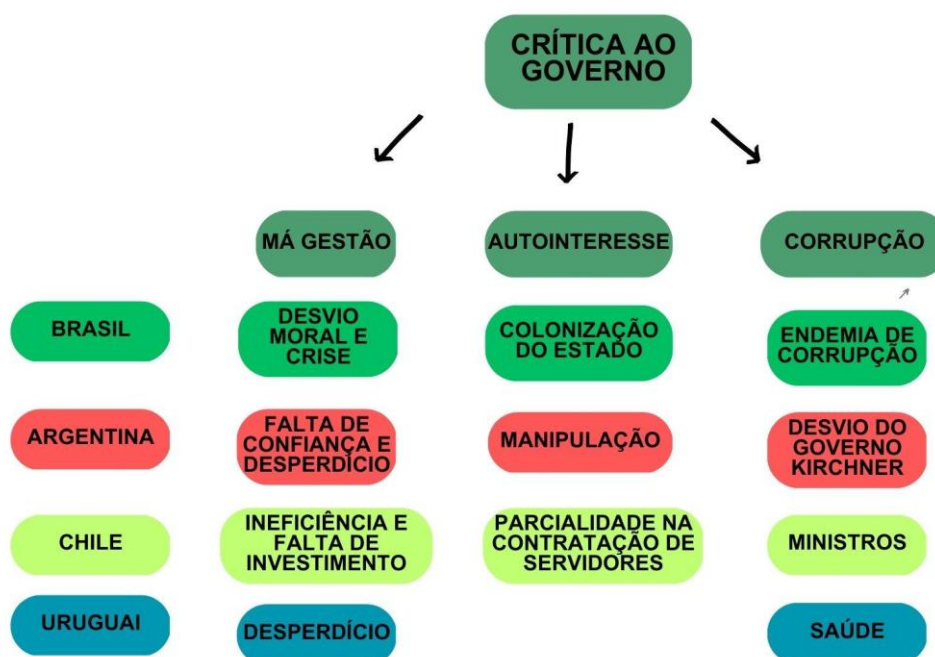 CRÍTICA AO
GOVERNO
MÁ GESTÃO
AUTOINTERESSE
CORRUPÇÃO
BRASIL
DESVIO
MORAL E
CRISE
COLONIZAÇÃO
DO ESTADO
ENDEMIA DE
CORRUPÇÃO
ARGENTINA
FALTA DE
CONFIANÇA E
DESPERDÍCIO
MANIPULAÇÃO
DESVIO DO
GOVERNO
KIRCHNER
CHILE
INEFICIÊNCIA E
FALTA DE
INVESTIMENTO
PARCIALIDADE NA
CONTRATAÇÃO DE
SERVIDORES
MINISTROS
URUGUAI
DESPERDÍCIO
SAÚDE